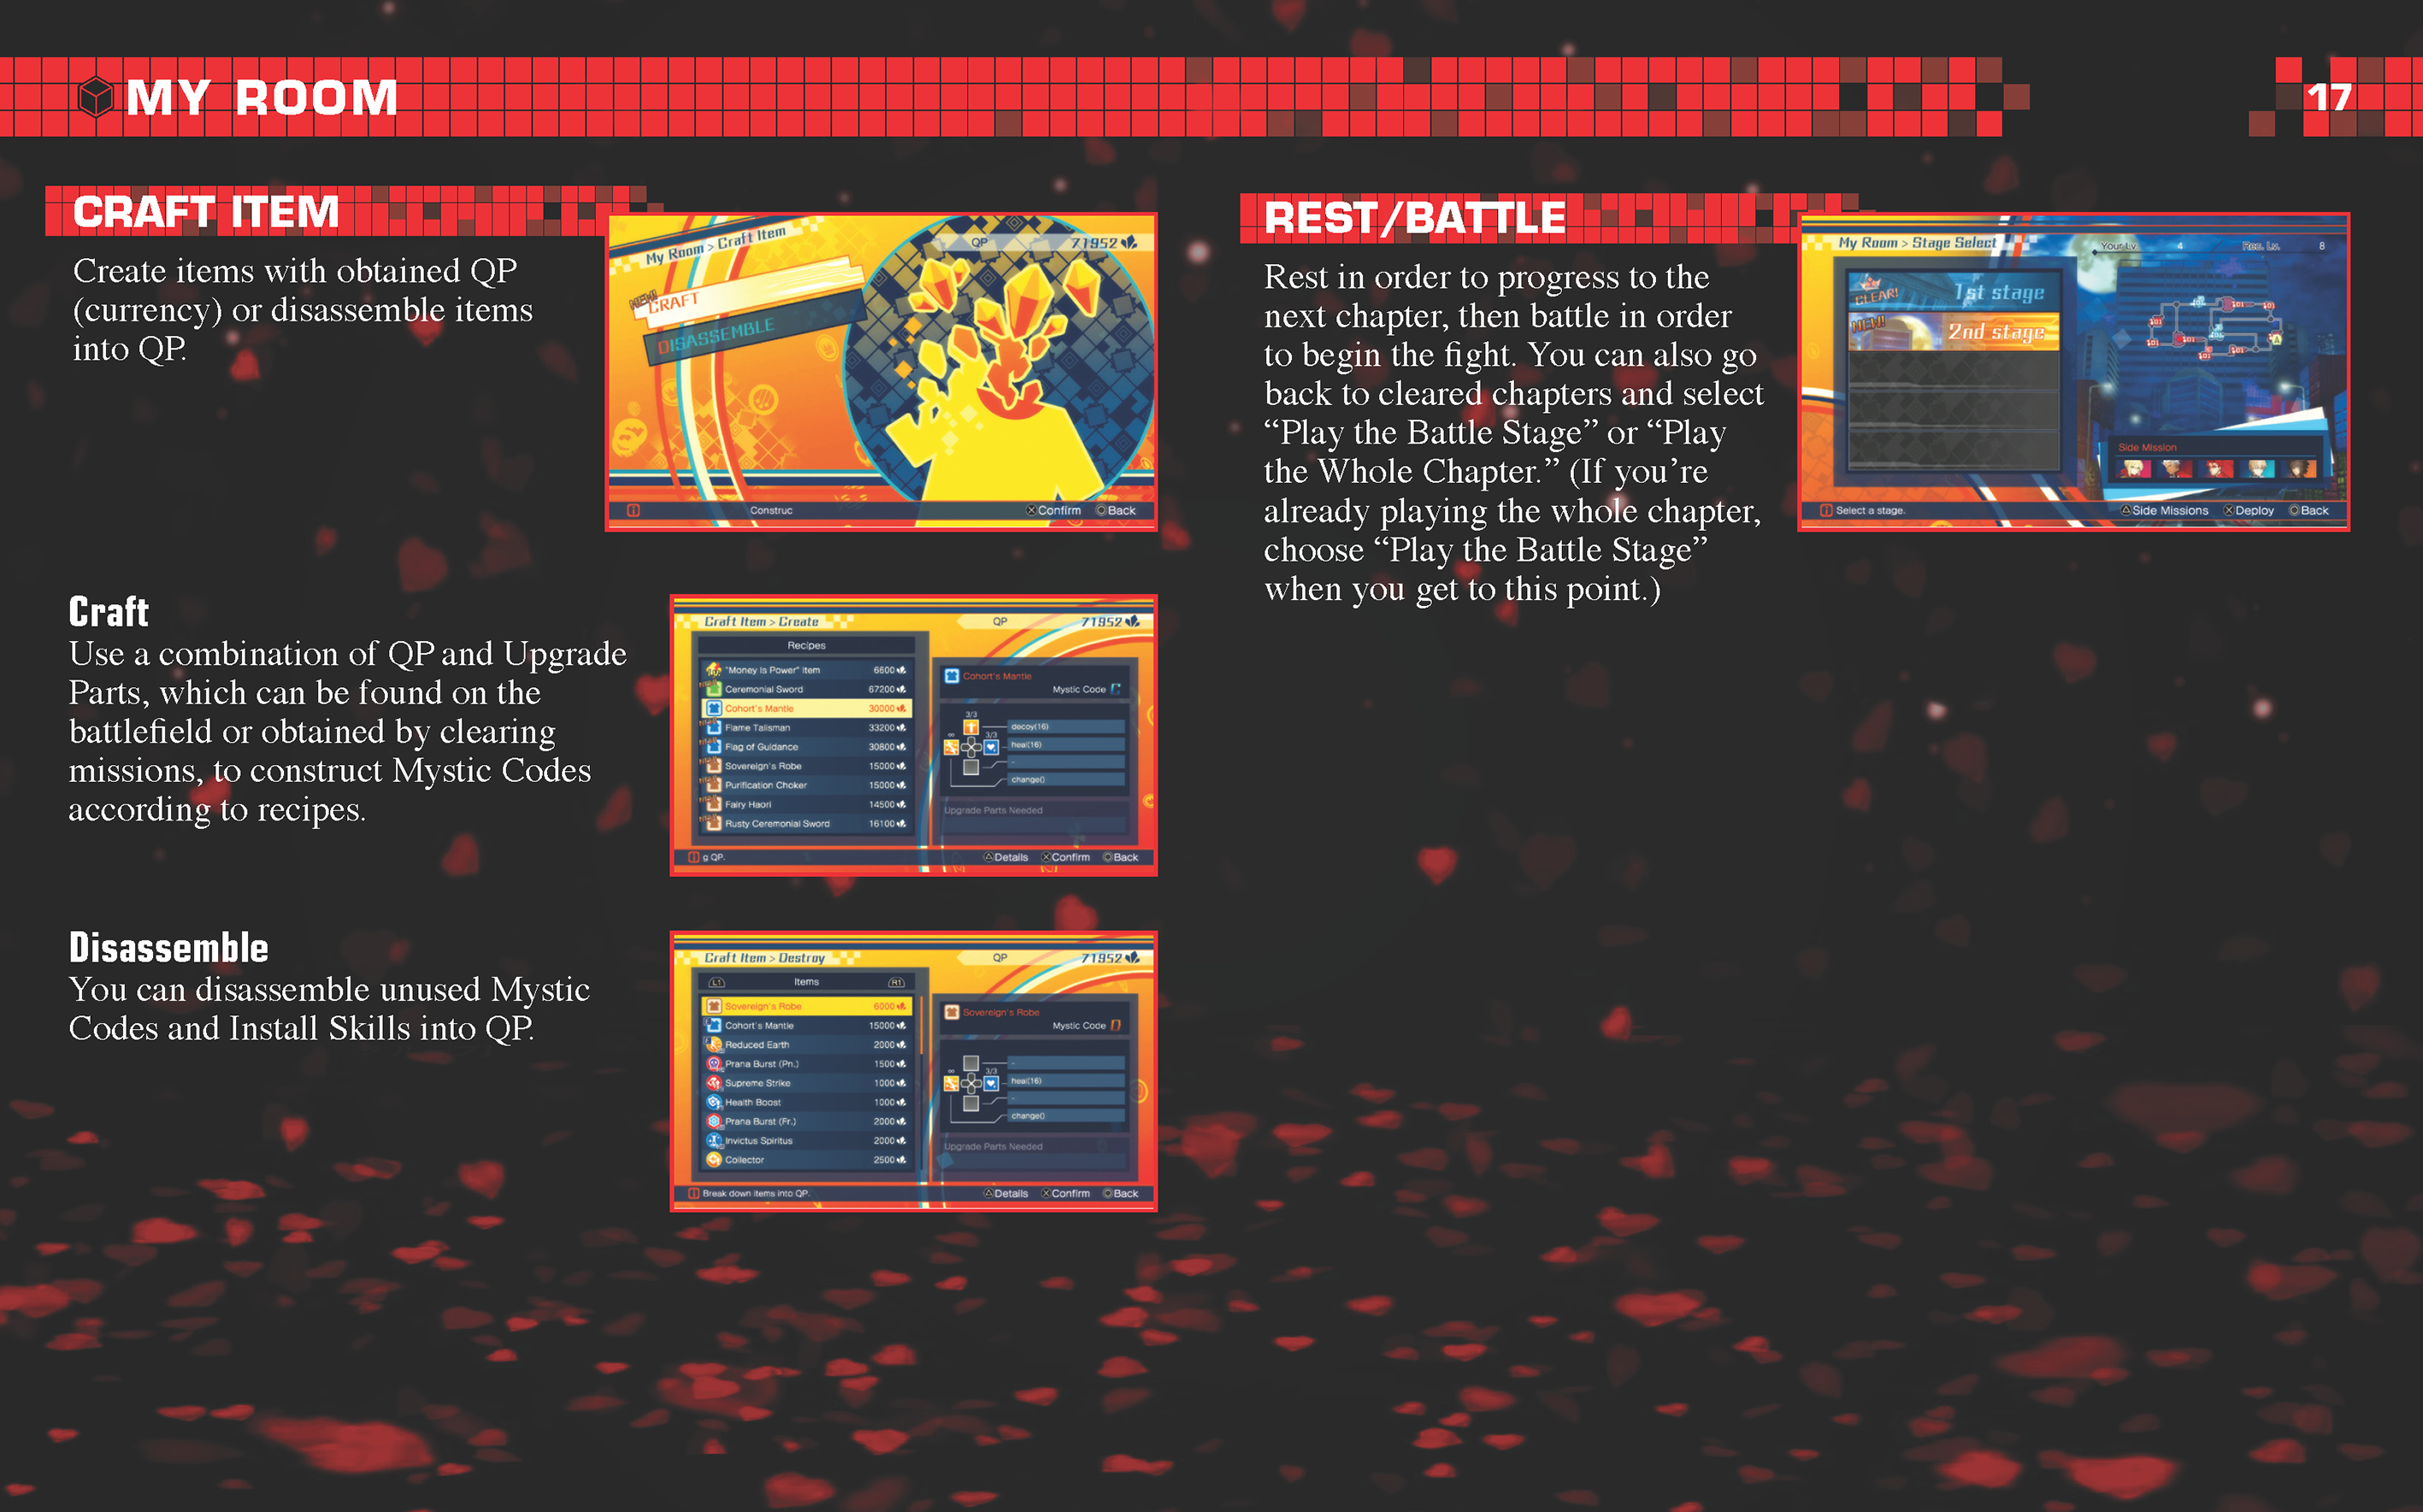 MY ROOM
17
CRAFT ITEM
Create items with obtained QP
(currency) or disassemble items
into QP.
My Room > Craft Item
QP
71952
NEW!
CRAFT
DISASSEMBLE
Construc
Confirm
Back
Craft
Use a combination of QP and Upgrade
Parts, which can be found on the
battlefield or obtained by clearing
missions, to construct Mystic Codes
according to recipes.
Craft Item > Create
QP
71952
Recipes
"Money Is Power" Item 6600
Ceremonial Sword 67200
Cohort's Mantle 30000
Flame Talisman 33200
Flag of Guidance 30800
Sovereign's Robe 15000
Purification Choker 15000
Fairy Haori 14500
Rusty Ceremonial Sword 16100
Cohort's Mantle
Mystic Code C
3/3
decoy(16)
∞
3/3
heal(16)
-
change()
Upgrade Parts Needed
g QP.
Details
Confirm
Back
Disassemble
You can disassemble unused Mystic
Codes and Install Skills into QP.
Craft Item > Destroy
QP
71952
L1
Items
R1
Sovereign's Robe 6000
Cohort's Mantle 15000
Reduced Earth 2000
Prana Burst (Pn.) 1500
Supreme Strike 1000
Health Boost 1000
Prana Burst (Fr.) 2000
Invictus Spiritus 2000
Collector 2500
Sovereign's Robe
Mystic Code D
-
∞
3/3
heal(16)
-
change()
Upgrade Parts Needed
Break down items into QP.
Details
Confirm
Back
REST/BATTLE
Rest in order to progress to the
next chapter, then battle in order
to begin the fight. You can also go
back to cleared chapters and select
“Play the Battle Stage” or “Play
the Whole Chapter.” (If you’re
already playing the whole chapter,
choose “Play the Battle Stage”
when you get to this point.)
My Room > Stage Select
Your Lv. 4
Rec. Lv. 8
CLEAR!
1st stage
NEW!
2nd stage
Side Mission
Select a stage.
Side Missions
Deploy
Back